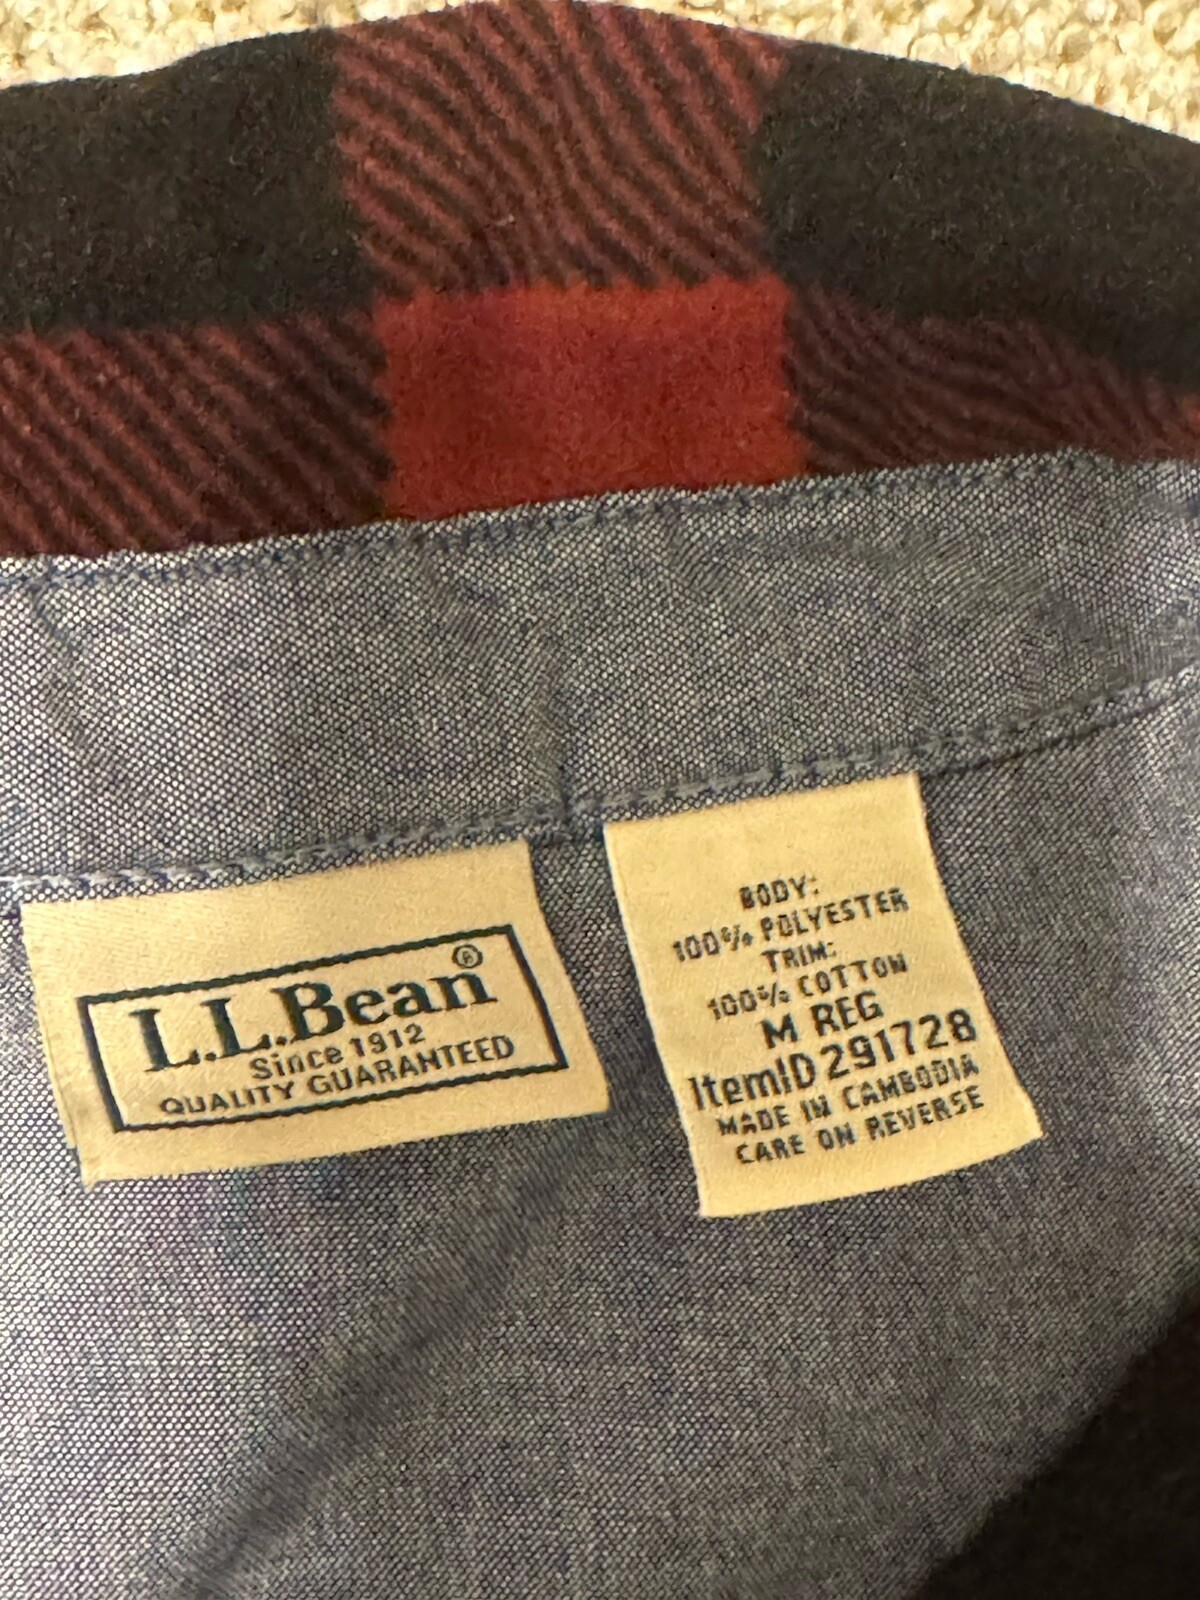 L.L.Bean®
Since 1912
QUALITY GUARANTEED
BODY:
100% POLYESTER
TRIM:
100% COTTON
M REG
ItemID 291728
MADE IN CAMBODIA
CARE ON REVERSE